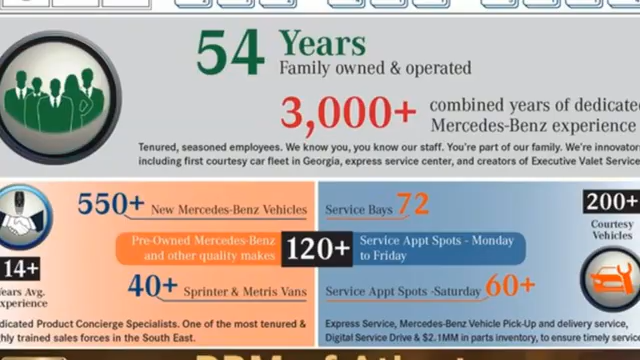 54 Years
Family owned & operated
3,000+ combined years of dedicated
Mercedes-Benz experience
Tenured, seasoned employees. We know you, you know our staff. You're part of our family. We're innovators
including first courtesy car fleet in Georgia, express service center, and creators of Executive Valet Service
550+ New Mercedes-Benz Vehicles
Pre-Owned Mercedes-Benz
and other quality makes
120+
40+ Sprinter & Metris Vans
14+
Years Avg.
Experience
dicated Product Concierge Specialists. One of the most tenured &
ghly trained sales forces in the South East.
Service Bays 72
Service Appt Spots - Monday
to Friday
Service Appt Spots -Saturday 60+
200+
Courtesy
Vehicles
Express Service, Mercedes-Benz Vehicle Pick-Up and delivery service,
Digital Service Drive & $2.1MM in parts inventory, to ensure timely service
of